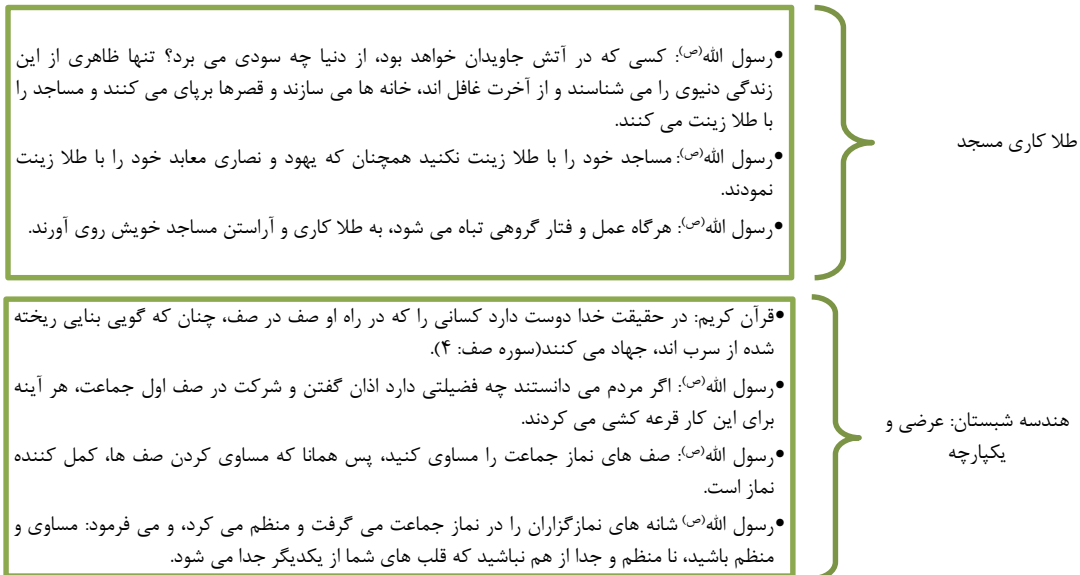 •رسول الله(ص): کسی که در آتش جاویدان خواهد بود، از دنیا چه سودی می برد؟ تنها ظاهری از این
زندگی دنیوی را می شناسند و از آخرت غافل اند، خانه ها می سازند و قصرها برپای می کنند و مساجد را
با طلا زینت می کنند.
•رسول الله(ص): مساجد خود را با طلا زینت نکنید همچنان که یهود و نصاری معابد خود را با طلا زینت
نمودند.
•رسول الله(ص): هرگاه عمل و فتار گروهی تباه می شود، به طلا کاری و آراستن مساجد خویش روی آورند.
طلا کاری مسجد
•قرآن کریم: در حقیقت خدا دوست دارد کسانی را که در راه او صف در صف، چنان که گویی بنایی ریخته
شده از سرب اند، جهاد می کنند(سوره صف: ۴).
•رسول الله(ص): اگر مردم می دانستند چه فضیلتی دارد اذان گفتن و شرکت در صف اول جماعت، هر آینه
برای این کار قرعه کشی می کردند.
•رسول الله(ص): صف های نماز جماعت را مساوی کنید، پس همانا که مساوی کردن صف ها، کمل کننده
نماز است.
•رسول الله(ص) شانه های نمازگزاران را در نماز جماعت می گرفت و منظم می کرد، و می فرمود: مساوی و
منظم باشید، نا منظم و جدا از هم نباشید که قلب های شما از یکدیگر جدا می شود.
هندسه شبستان: عرضی و
یکپارچه